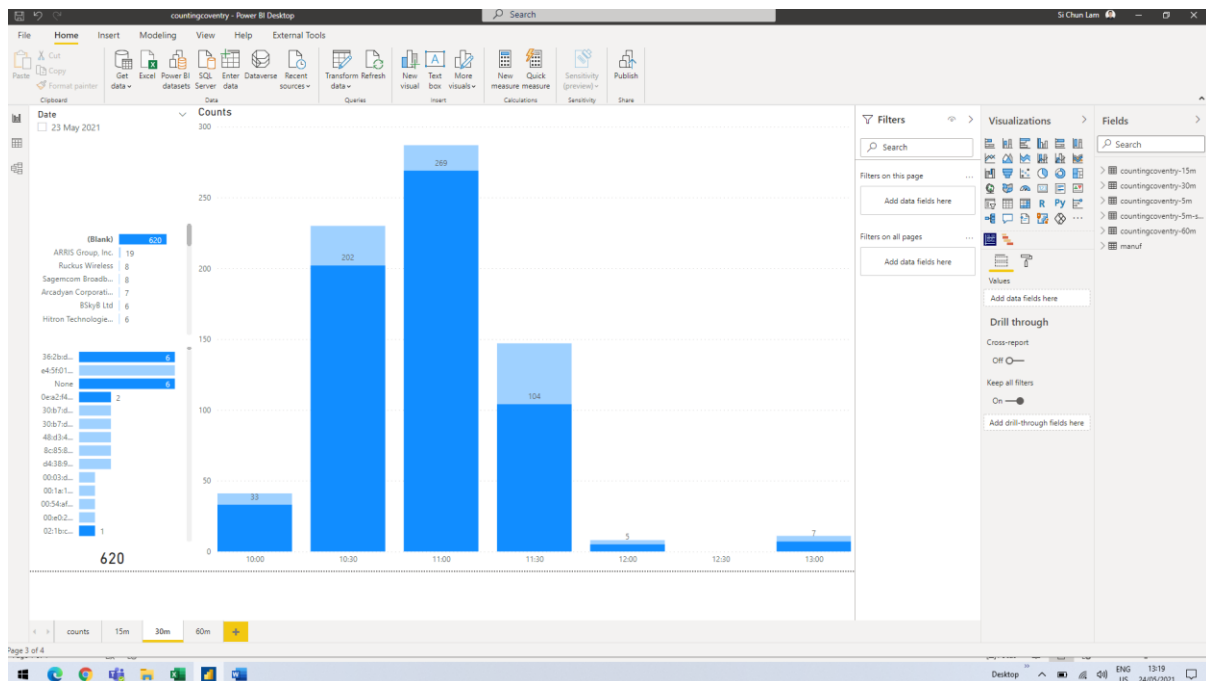 countingcoventry - Power BI Desktop
Search
Si Chun Lam
File Home Insert Modeling View Help External Tools
Paste
Cut
Copy
Format painter
Clipboard
Get data
Excel
Power BI datasets
SQL Server
Enter data
Dataverse
Recent sources
Data
Transform data
Refresh
Queries
New visual
Text box
More visuals
Insert
New measure
Quick measure
Calculations
Sensitivity (preview)
Sensitivity
Publish
Share
Date
23 May 2021
(Blank) 620
ARRIS Group, Inc. 19
Ruckus Wireless 8
Sagemcom Broadb... 8
Arcadyan Corporati... 7
BSkyB Ltd 6
Hitron Technologie... 6
36:2b:d... 6
e4:5f:01...
None 6
0e:a2:f4... 2
30:b7:d...
30:b7:d...
48:d3:4...
8c:85:8...
d4:38:9...
00:03:d...
00:1a:1...
00:54:af...
00:e0:2...
02:1b:c... 1
620
Counts
300
250
200
150
100
50
0
33
202
269
104
5
7
10:00 10:30 11:00 11:30 12:00 12:30 13:00
Filters
Search
Filters on this page ...
Add data fields here
Filters on all pages ...
Add data fields here
Visualizations
R Py
...
Values
Add data fields here
Drill through
Cross-report
Off
Keep all filters
On
Add drill-through fields here
Fields
Search
countingcoventry-15m
countingcoventry-30m
countingcoventry-5m
countingcoventry-5m-s...
countingcoventry-60m
manuf
counts 15m 30m 60m +
Page 3 of 4
Desktop
ENG
US
13:19
24/05/2021